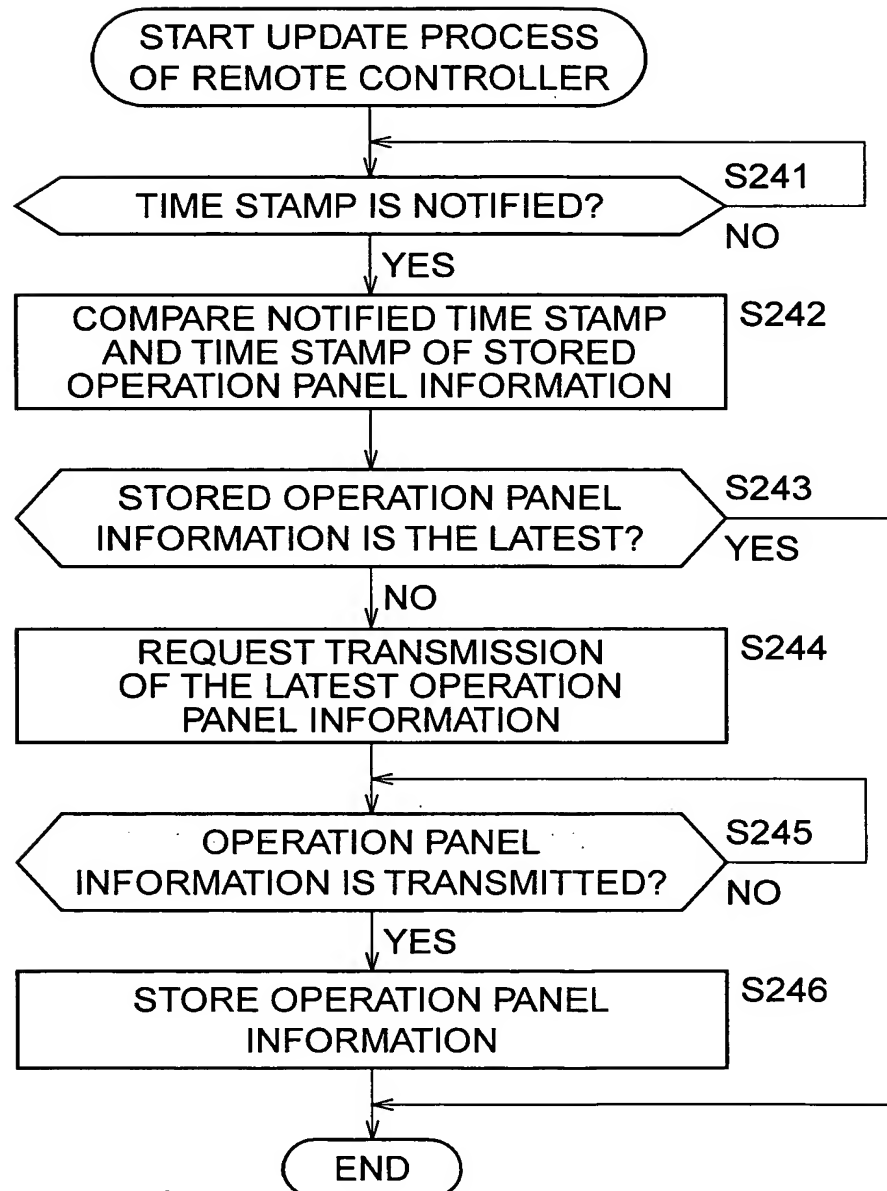 START UPDATE PROCESS
OF REMOTE CONTROLLER
TIME STAMP IS NOTIFIED?
S241
NO
YES
COMPARE NOTIFIED TIME STAMP
AND TIME STAMP OF STORED
OPERATION PANEL INFORMATION
S242
STORED OPERATION PANEL
INFORMATION IS THE LATEST?
S243
YES
NO
REQUEST TRANSMISSION
OF THE LATEST OPERATION
PANEL INFORMATION
S244
OPERATION PANEL
INFORMATION IS TRANSMITTED?
S245
NO
YES
STORE OPERATION PANEL
INFORMATION
S246
END